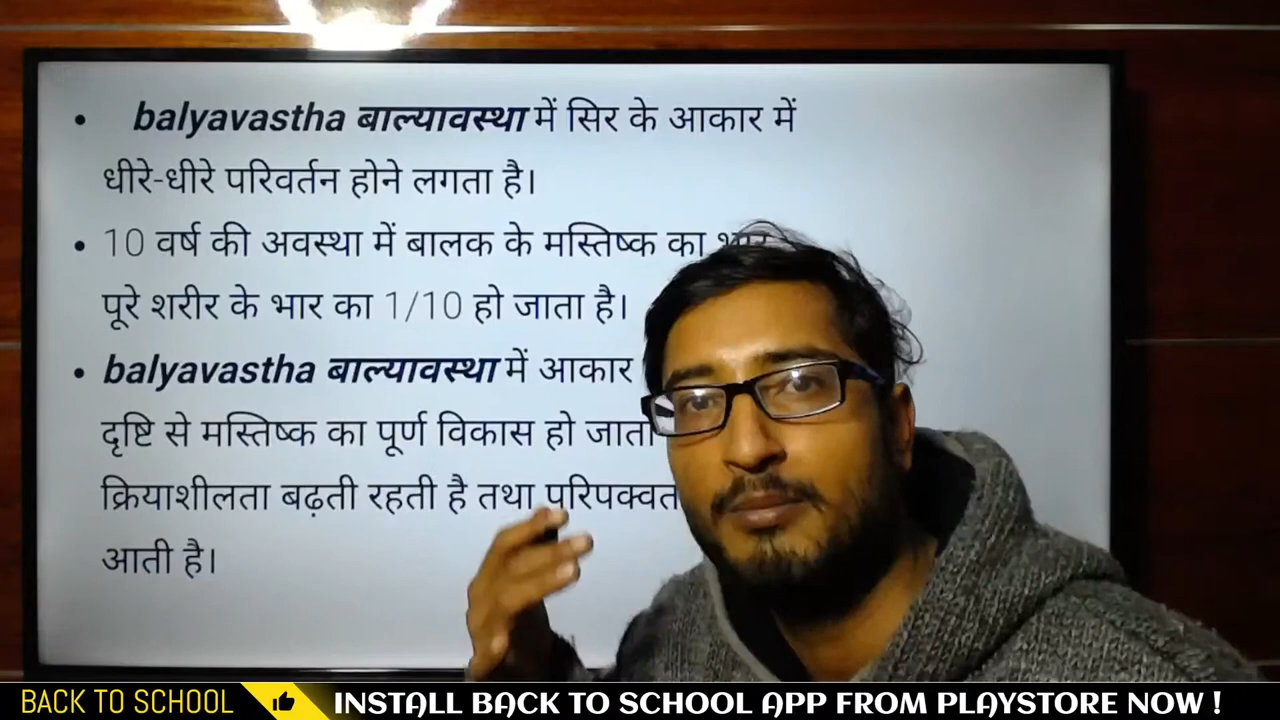 • balyavastha बाल्यावस्था में सिर के आकार में
धीरे-धीरे परिवर्तन होने लगता है।
• 10 वर्ष की अवस्था में बालक के मस्तिष्क का भार
पूरे शरीर के भार का 1/10 हो जाता है।
• balyavastha बाल्यावस्था में आकार
दृष्टि से मस्तिष्क का पूर्ण विकास हो जाता
क्रियाशीलता बढ़ती रहती है तथा
आती है।
BACK TO SCHOOL INSTALL BACK TO SCHOOL APP FROM PLAYSTORE NOW !